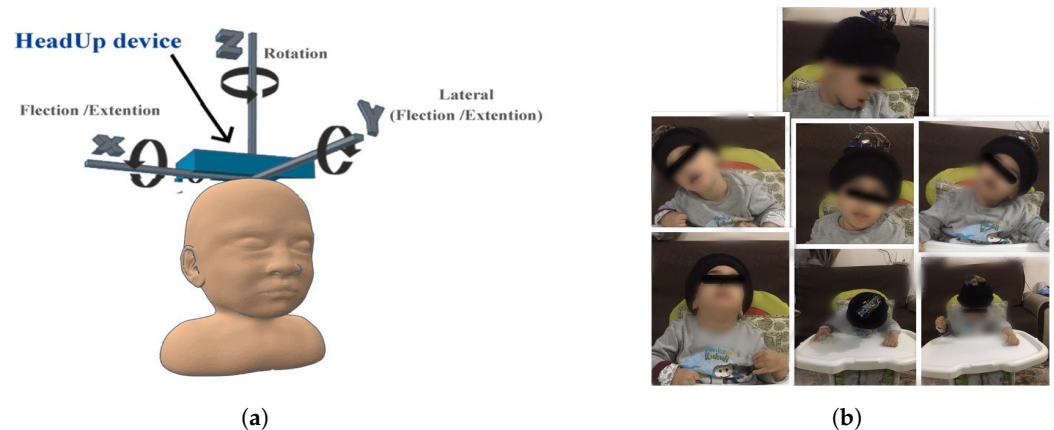 HeadUp device
Z
Rotation
Flection /Extention
Lateral
Y (Flection /Extention)
X
(a)
(b)